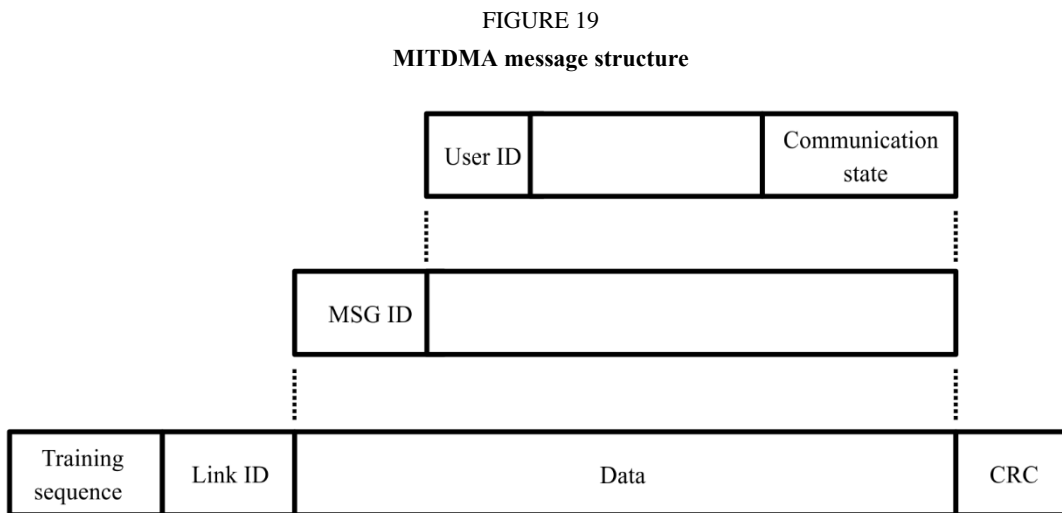 FIGURE 19
MITDMA message structure
User ID
Communication
state
MSG ID
Training
sequence
Link ID
Data
CRC